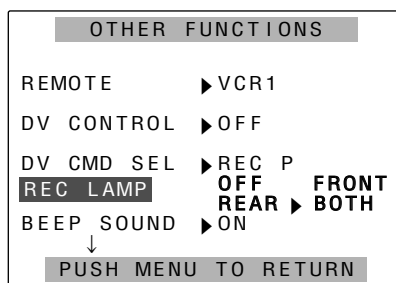 OTHER FUNCTIONS
REMOTE ▶VCR1
DV CONTROL ▶OFF
DV CMD SEL ▶REC P
REC LAMP OFF FRONT
REAR ▶ BOTH
BEEP SOUND ▶ON
↓
PUSH MENU TO RETURN